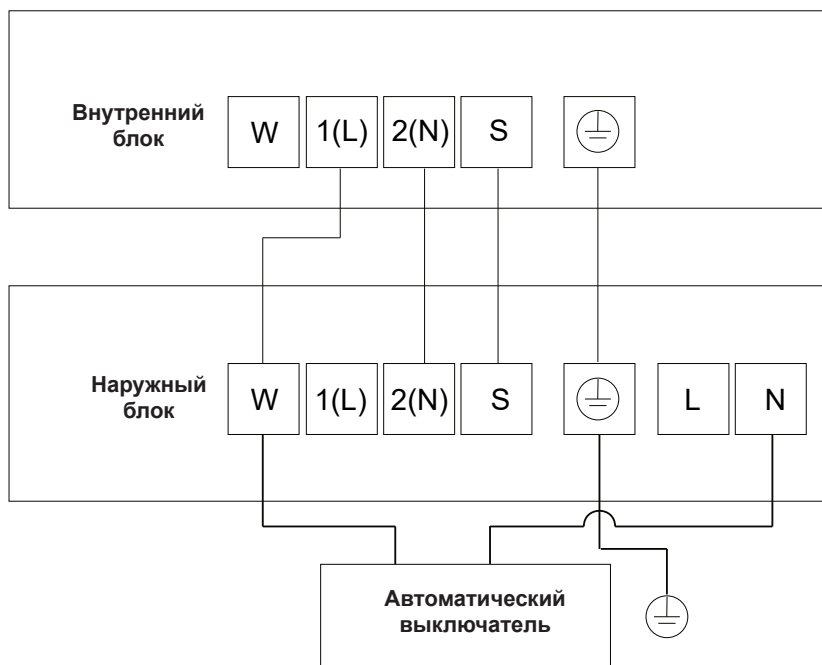 Внутренний
блок
W 1(L) 2(N) S
Наружный
блок
W 1(L) 2(N) S L N
Автоматический
выключатель